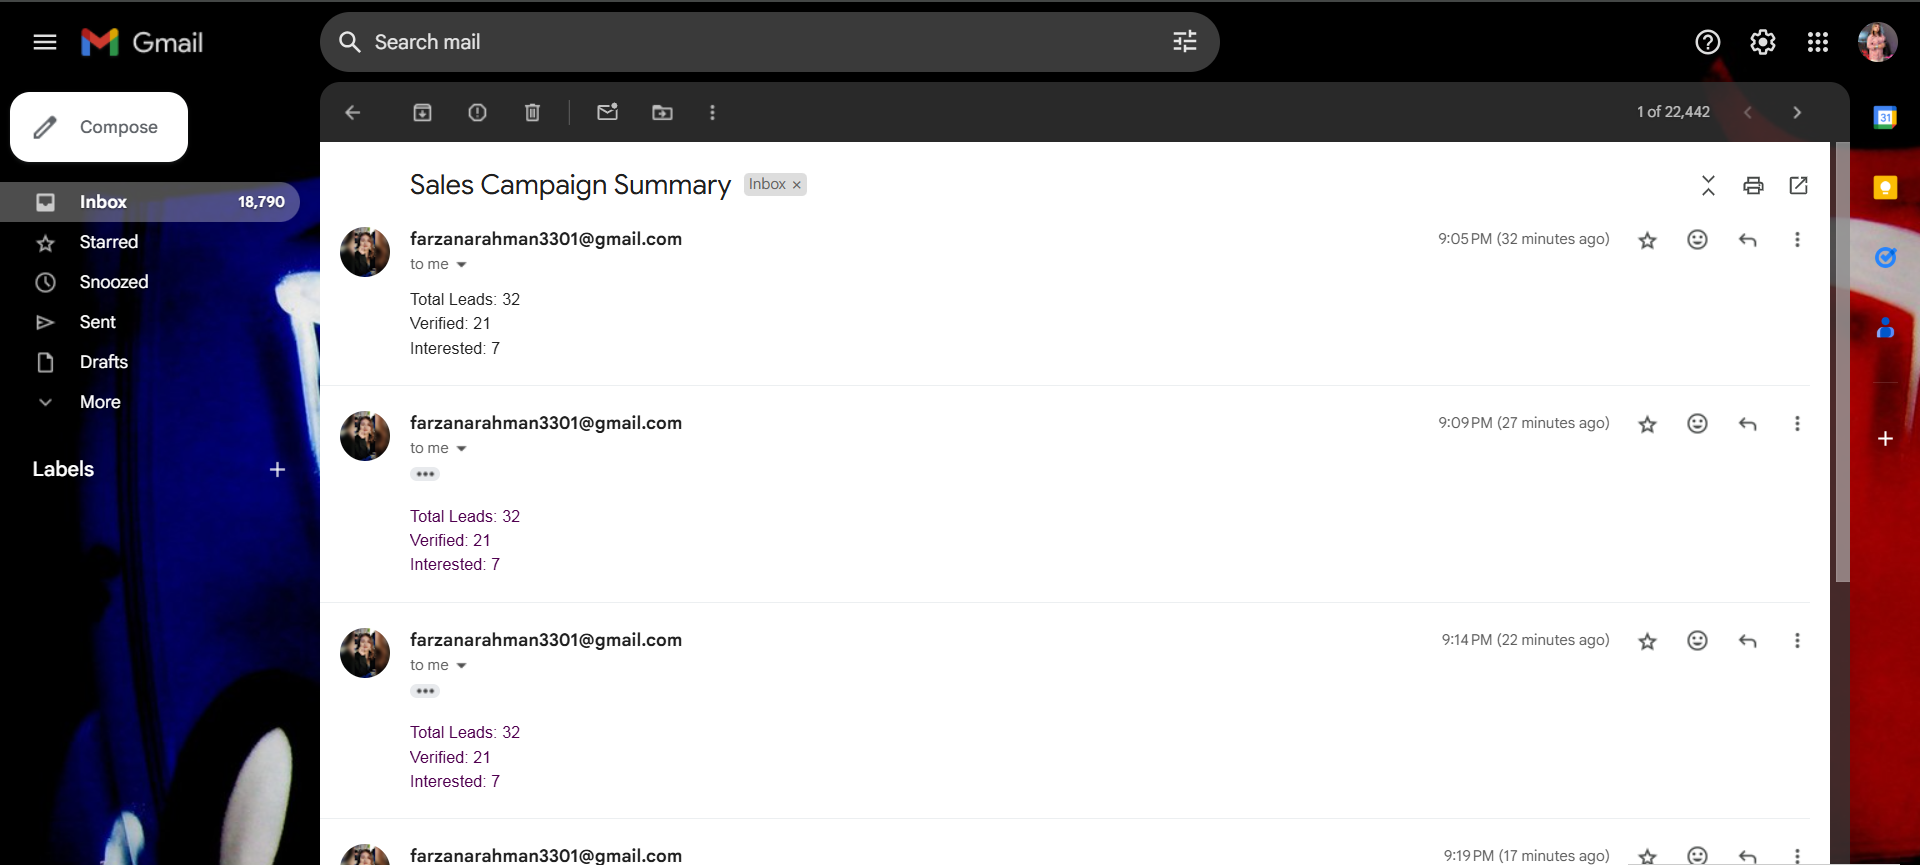 Gmail
Search mail
Compose
1 of 22,442
Inbox 18,790
Starred
Snoozed
Sent
Drafts
More
Labels
Sales Campaign Summary Inbox ×
farzanarahman3301@gmail.com 9:05 PM (32 minutes ago)
to me
Total Leads: 32
Verified: 21
Interested: 7
farzanarahman3301@gmail.com 9:09 PM (27 minutes ago)
to me
Total Leads: 32
Verified: 21
Interested: 7
farzanarahman3301@gmail.com 9:14 PM (22 minutes ago)
to me
Total Leads: 32
Verified: 21
Interested: 7
farzanarahman3301@gmail.com 9:19 PM (17 minutes ago)
31